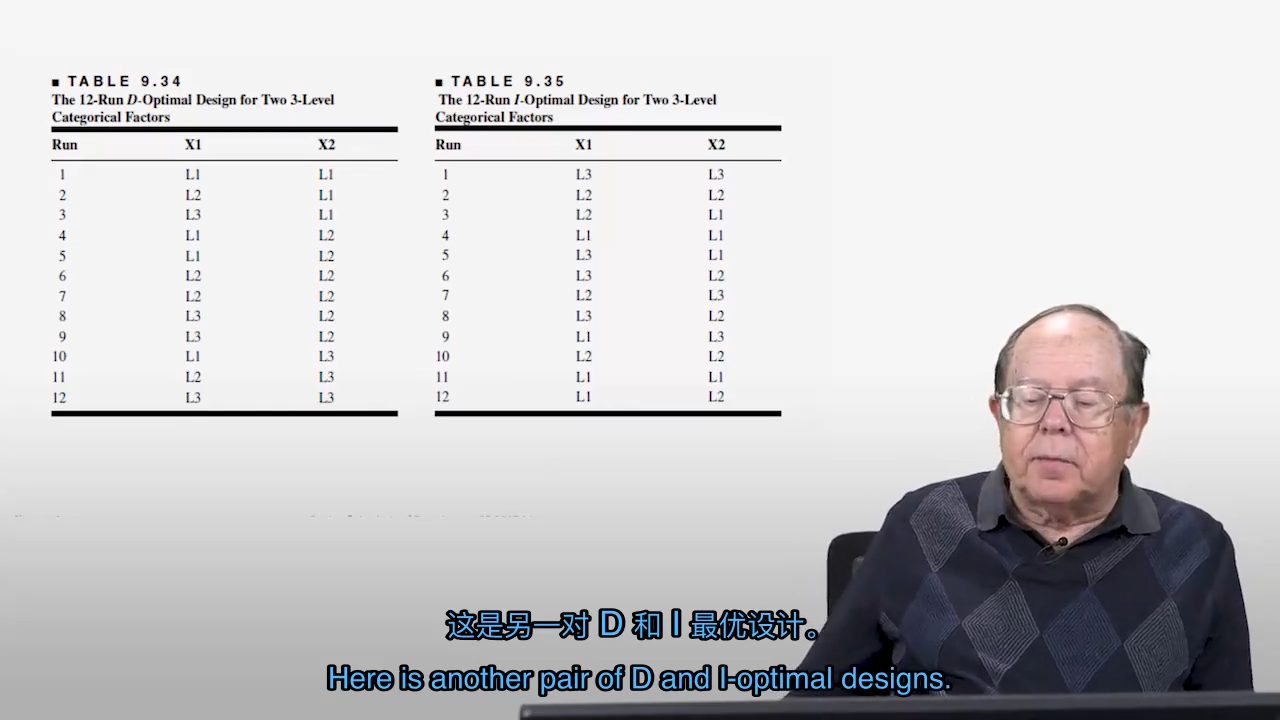 ■ TABLE 9.34
The 12-Run D-Optimal Design for Two 3-Level
Categorical Factors
Run X1 X2
1 L1 L1
2 L2 L1
3 L3 L1
4 L1 L2
5 L1 L2
6 L2 L2
7 L2 L2
8 L3 L2
9 L3 L2
10 L1 L3
11 L2 L3
12 L3 L3
■ TABLE 9.35
The 12-Run I-Optimal Design for Two 3-Level
Categorical Factors
Run X1 X2
1 L3 L3
2 L2 L2
3 L2 L1
4 L1 L1
5 L3 L1
6 L3 L2
7 L2 L3
8 L3 L2
9 L1 L3
10 L2 L2
11 L1 L1
12 L1 L2
这是另一对 D 和 I 最优设计。
Here is another pair of D and I-optimal designs.